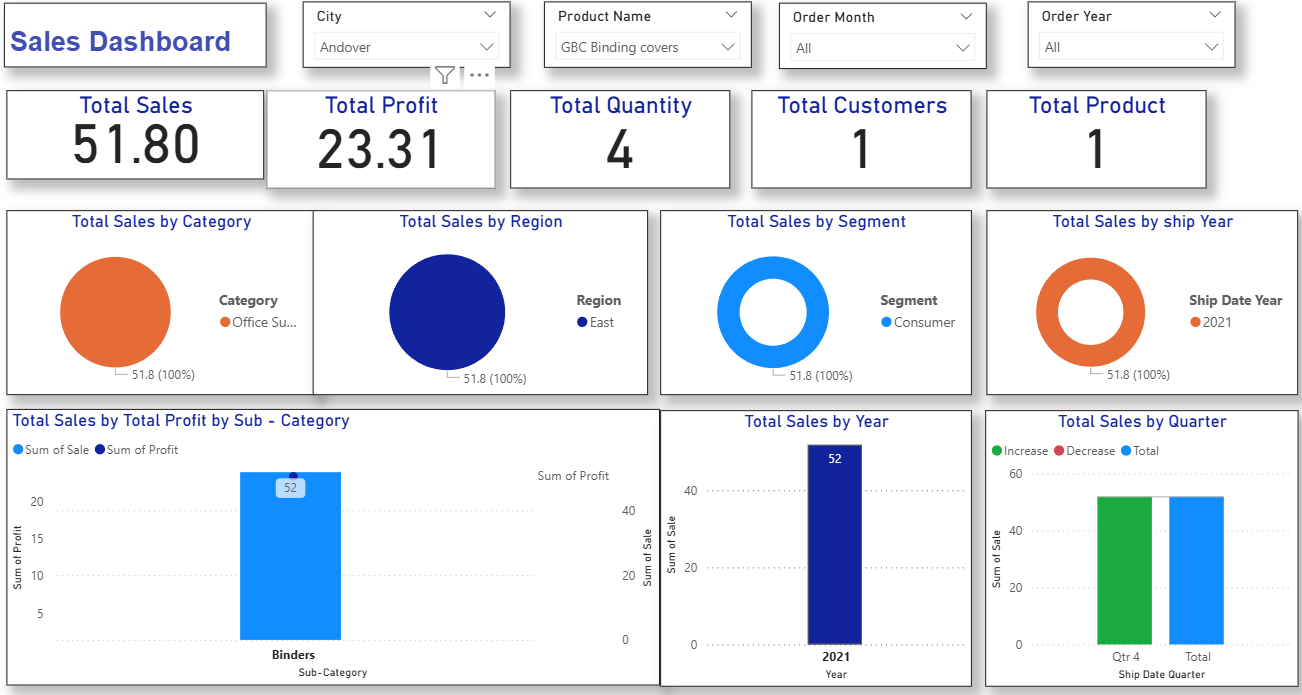 Sales Dashboard
City
Andover
Product Name
GBC Binding covers
Order Month
All
Order Year
All
Total Sales
51.80
Total Profit
23.31
Total Quantity
4
Total Customers
1
Total Product
1
Total Sales by Category
Category
Office Su...
51.8 (100%)
Total Sales by Region
Region
East
51.8 (100%)
Total Sales by Segment
Segment
Consumer
51.8 (100%)
Total Sales by ship Year
Ship Date Year
2021
51.8 (100%)
Total Sales by Total Profit by Sub - Category
Sum of Sale Sum of Profit
Sum of Profit
20
15
10
5
Sum of Profit
52
40
20
0
Sum of Sale
Binders
Sub-Category
Total Sales by Year
Sum of Sale
40
20
0
52
2021
Year
Total Sales by Quarter
Increase Decrease Total
Sum of Sale
60
40
20
0
Qtr 4 Total
Ship Date Quarter